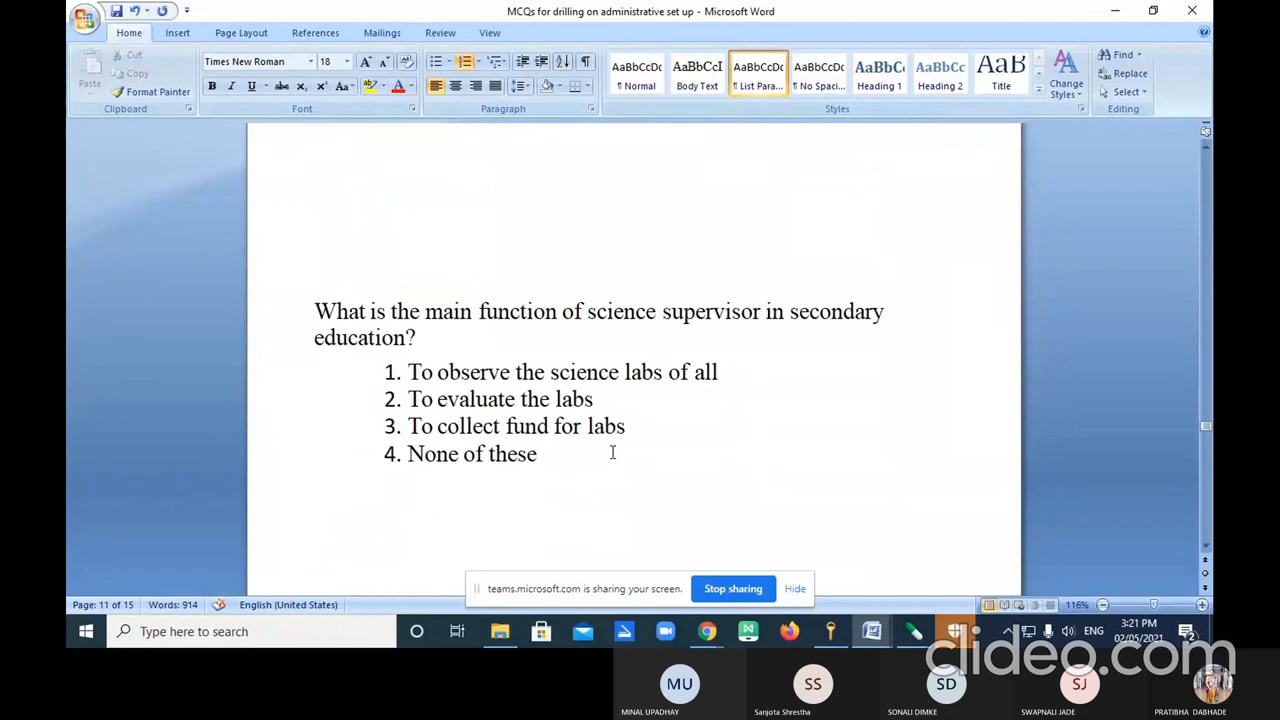 MCQs for drilling on administrative set up - Microsoft Word
Home Insert Page Layout References Mailings Review View
Paste
Cut
Copy
Format Painter
Clipboard
Times New Roman 18
B I U abc
Font
Paragraph
AaBbCcDc AaBbCcI AaBbCcDc AaBbCcDc AaBbC AaBbCc AaB
¶ Normal Body Text ¶ List Para... ¶ No Spaci... Heading 1 Heading 2 Title
Change Styles
Styles
Find
Replace
Select
Editing
What is the main function of science supervisor in secondary
education?
1. To observe the science labs of all
2. To evaluate the labs
3. To collect fund for labs
4. None of these
teams.microsoft.com is sharing your screen. Stop sharing Hide
Page: 11 of 15 Words: 914 English (United States) 116%
Type here to search
ENG
3:21 PM
02/05/2021
clideo.com
MU SS SD SJ
MINAL UPADHAY Sanjota Shrestha SONALI DIMKE SWAPNALI JADE PRATIBHA DABHADE